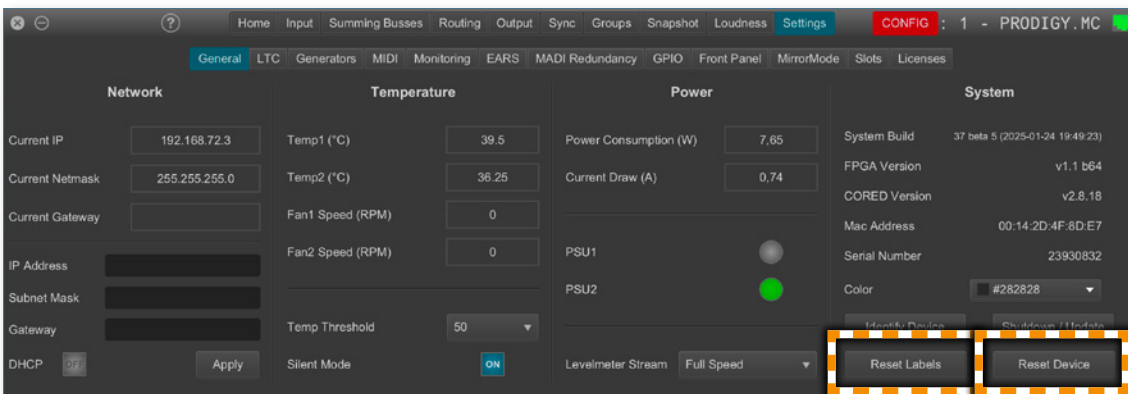 ? Home Input Summing Busses Routing Output Sync Groups Snapshot Loudness Settings CONFIG : 1 - PRODIGY.MC
General LTC Generators MIDI Monitoring EARS MADI Redundancy GPIO Front Panel MirrorMode Slots Licenses
Network
Current IP 192.168.72.3
Current Netmask 255.255.255.0
Current Gateway
IP Address
Subnet Mask
Gateway
DHCP OFF Apply
Temperature
Temp1 (°C) 39.5
Temp2 (°C) 36.25
Fan1 Speed (RPM) 0
Fan2 Speed (RPM) 0
Temp Threshold 50
Silent Mode ON
Power
Power Consumption (W) 7,65
Current Draw (A) 0,74
PSU1
PSU2
Levelmeter Stream Full Speed
System
System Build 37 beta 5 (2025-01-24 19:49:23)
FPGA Version v1.1 b64
CORED Version v2.8.18
Mac Address 00:14:2D:4F:8D:E7
Serial Number 23930832
Color #282828
Identify Device Shutdown / Update
Reset Labels Reset Device